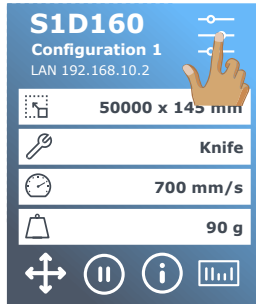 S1D160
Configuration 1
LAN 192.168.10.2
50000 x 145 mm
Knife
700 mm/s
90 g